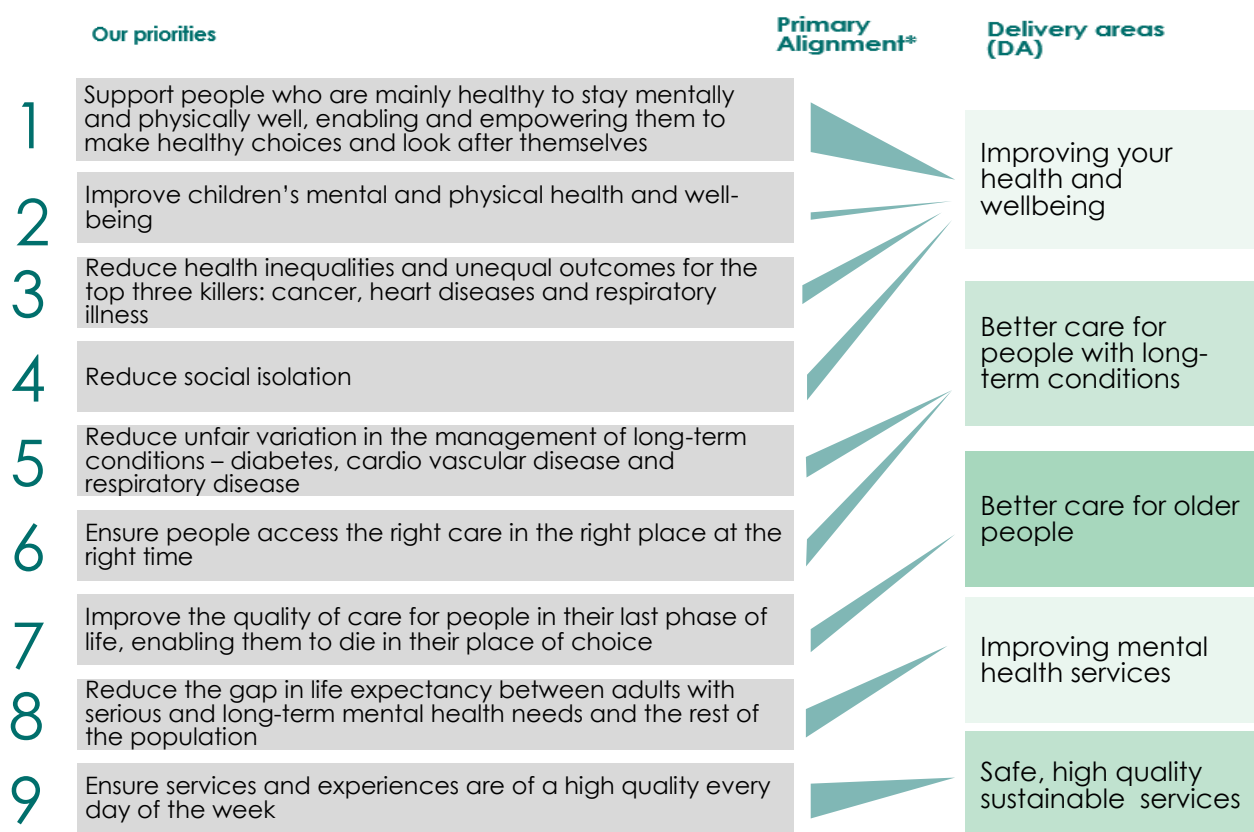 Our priorities
Primary
Alignment*
Delivery areas
(DA)
1
Support people who are mainly healthy to stay mentally
and physically well, enabling and empowering them to
make healthy choices and look after themselves
2
Improve children’s mental and physical health and well-
being
3
Reduce health inequalities and unequal outcomes for the
top three killers: cancer, heart diseases and respiratory
illness
4
Reduce social isolation
5
Reduce unfair variation in the management of long-term
conditions – diabetes, cardio vascular disease and
respiratory disease
6
Ensure people access the right care in the right place at the
right time
7
Improve the quality of care for people in their last phase of
life, enabling them to die in their place of choice
8
Reduce the gap in life expectancy between adults with
serious and long-term mental health needs and the rest of
the population
9
Ensure services and experiences are of a high quality every
day of the week
Improving your
health and
wellbeing
Better care for
people with long-
term conditions
Better care for older
people
Improving mental
health services
Safe, high quality
sustainable services